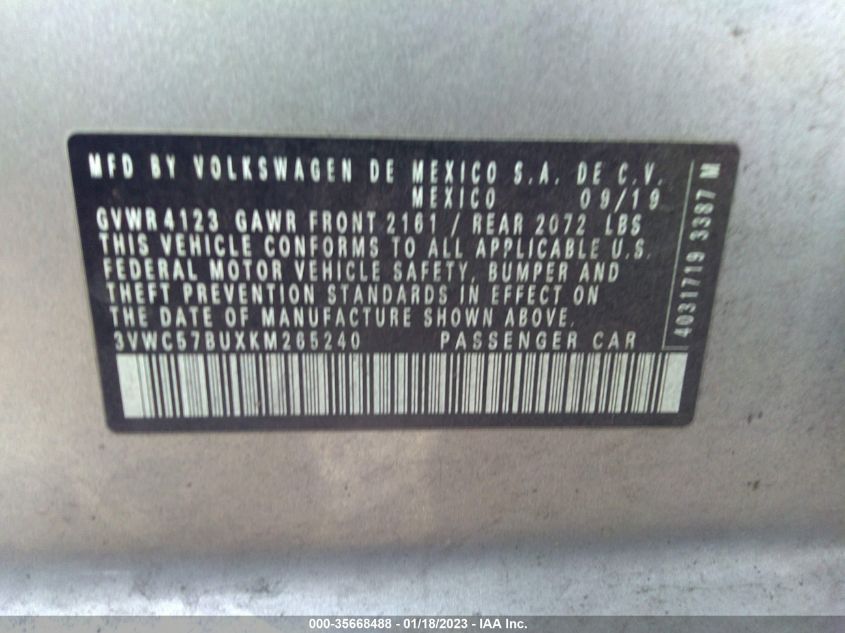 MFD BY VOLKSWAGEN DE MEXICO S.A. DE C.V.
MEXICO 09/19
GVWR 4123 GAWR FRONT 2161 / REAR 2072 LBS
THIS VEHICLE CONFORMS TO ALL APPLICABLE U.S.
FEDERAL MOTOR VEHICLE SAFETY, BUMPER AND
THEFT PREVENTION STANDARDS IN EFFECT ON
THE DATE OF MANUFACTURE SHOWN ABOVE.
3VWC57BUXKM265240 PASSENGER CAR
4031719 3387 M
000-35668488 - 01/18/2023 - IAA Inc.